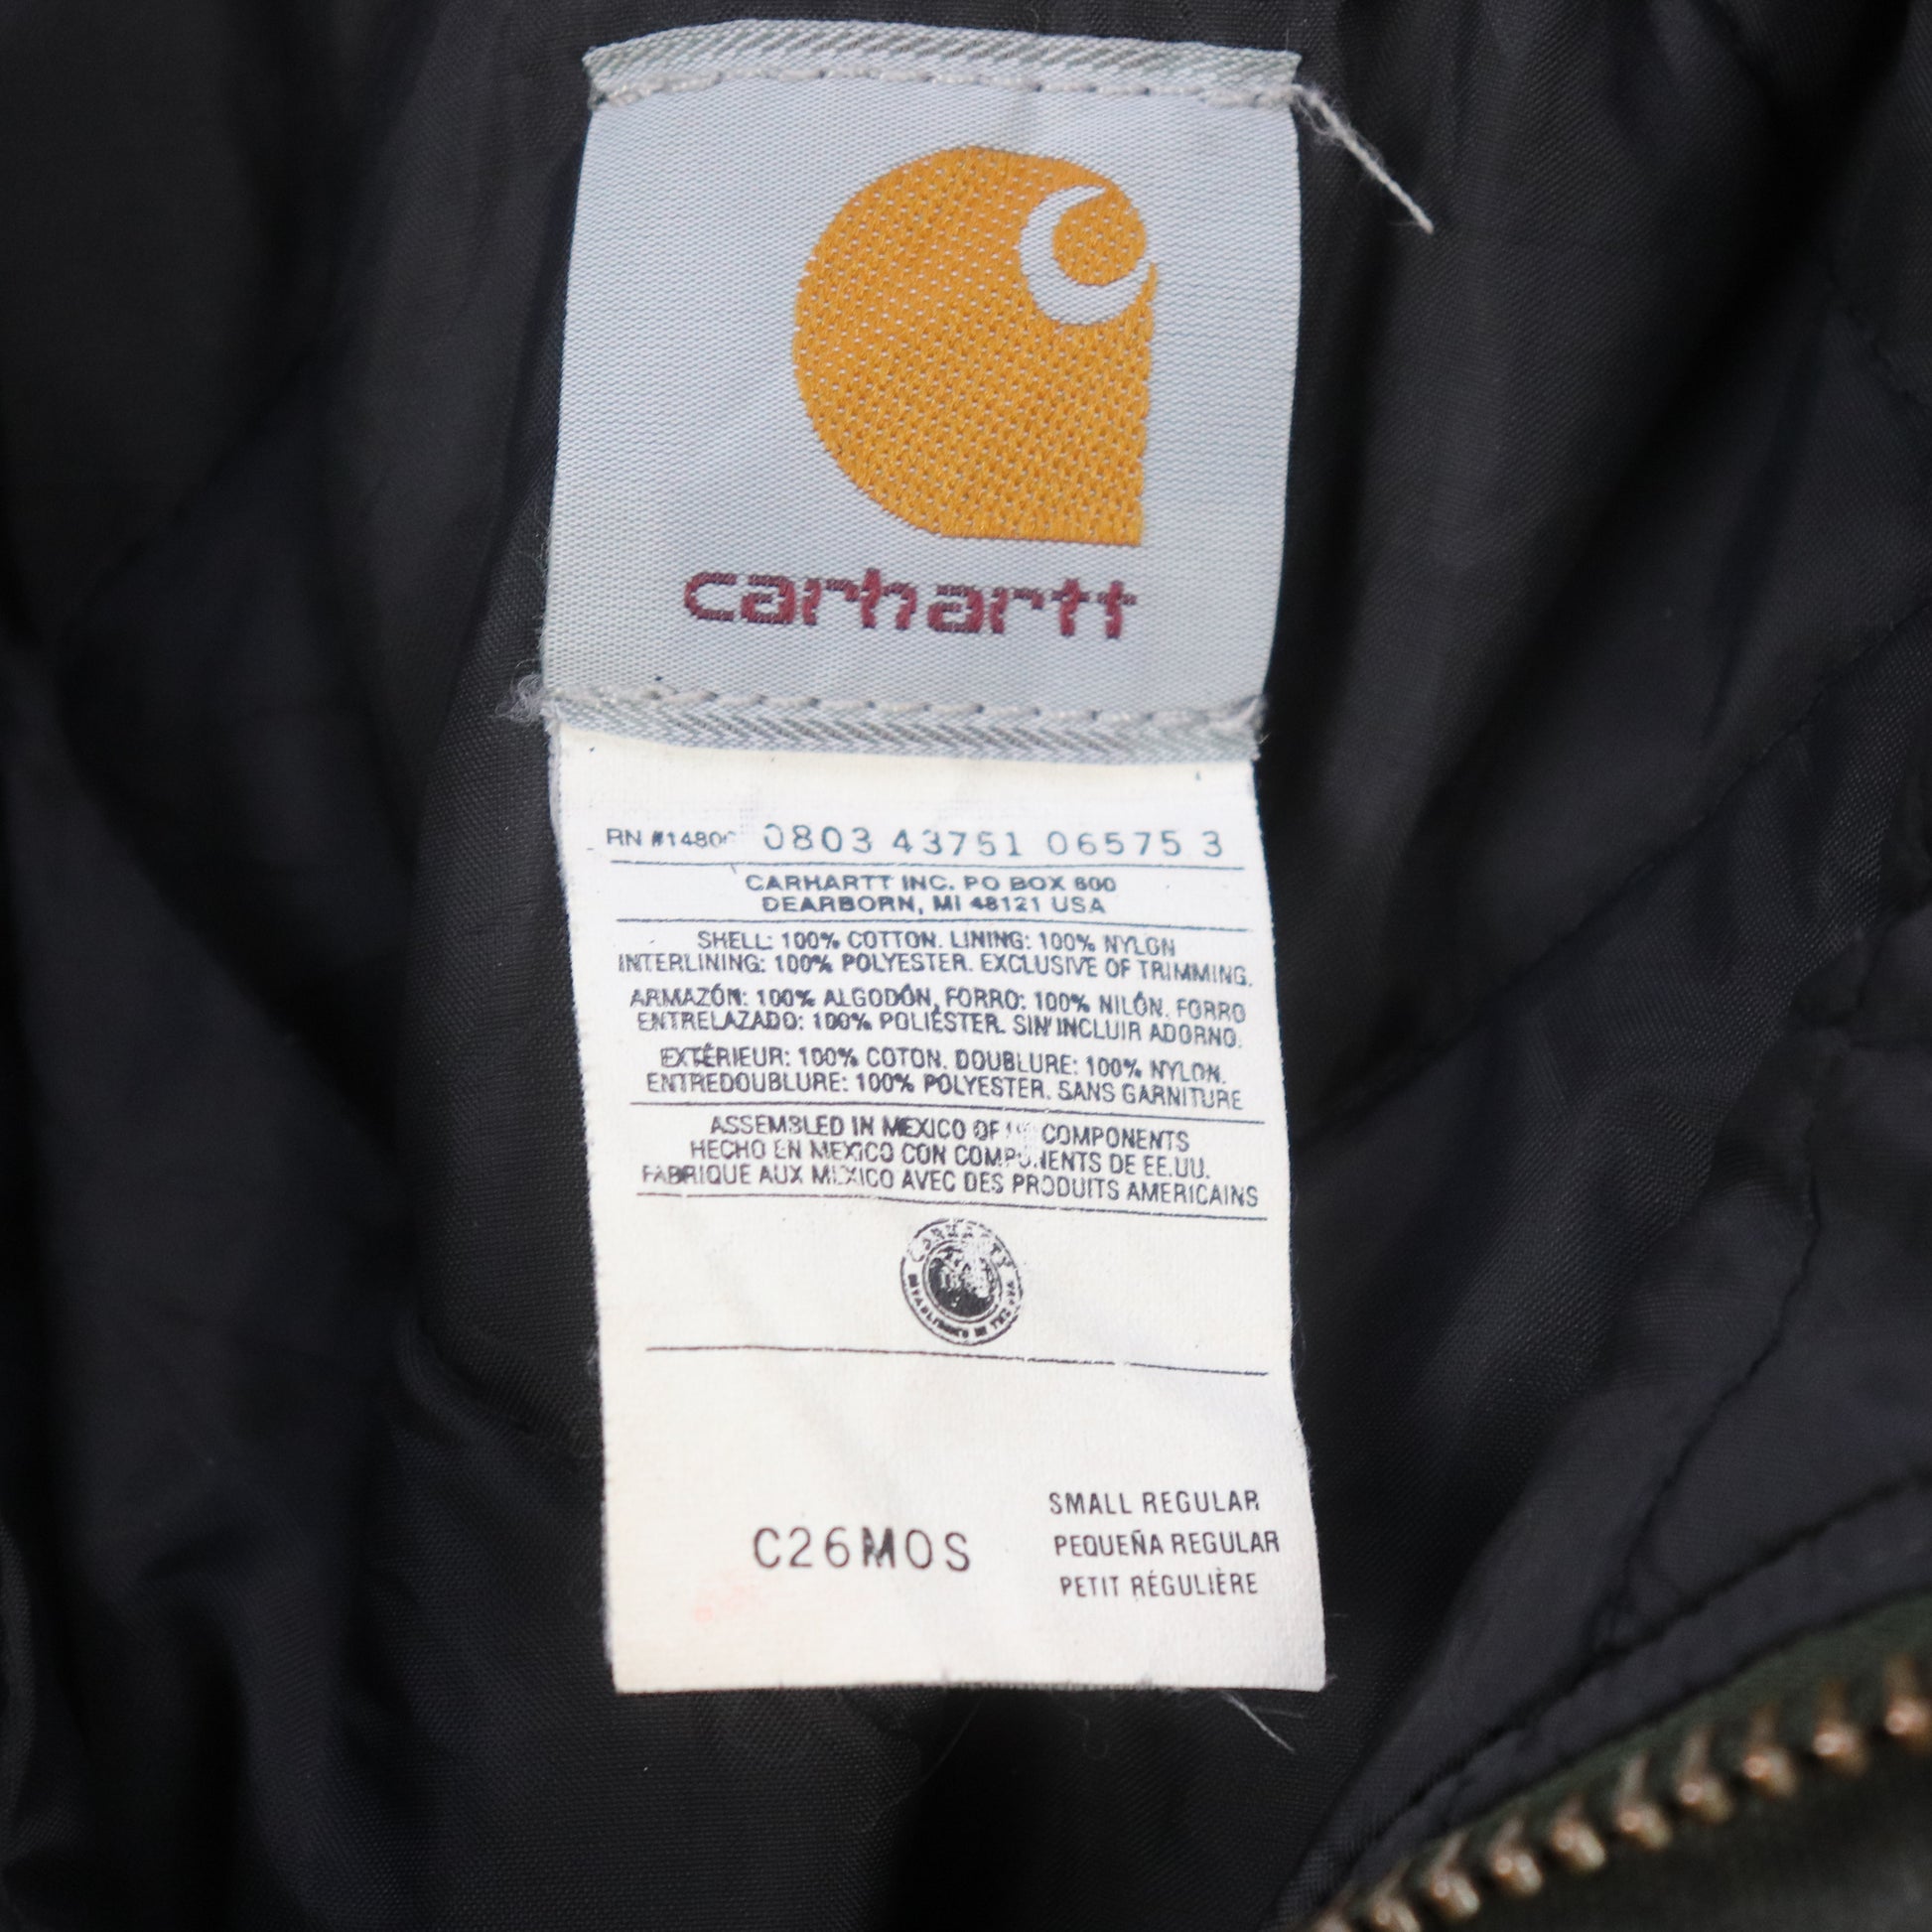 carhartt
RN #14806 0803 43751 06575 3
CARHARTT INC. PO BOX 600
DEARBORN, MI 48121 USA
SHELL: 100% COTTON. LINING: 100% NYLON
INTERLINING: 100% POLYESTER. EXCLUSIVE OF TRIMMING.
ARMAZÓN: 100% ALGODÓN, FORRO: 100% NILÓN. FORRO
ENTRELAZADO: 100% POLIÉSTER. SIN INCLUIR ADORNO.
EXTÉRIEUR: 100% COTON. DOUBLURE: 100% NYLON.
ENTREDOUBLURE: 100% POLYESTER. SANS GARNITURE
ASSEMBLED IN MEXICO OF COMPONENTS
HECHO EN MEXICO CON COMPONENTS DE EE.UU.
FABRIQUE AUX MEXICO AVEC DES PRODUITS AMERICAINS
C26MOS
SMALL REGULAR
PEQUEÑA REGULAR
PETIT RÉGULIÈRE